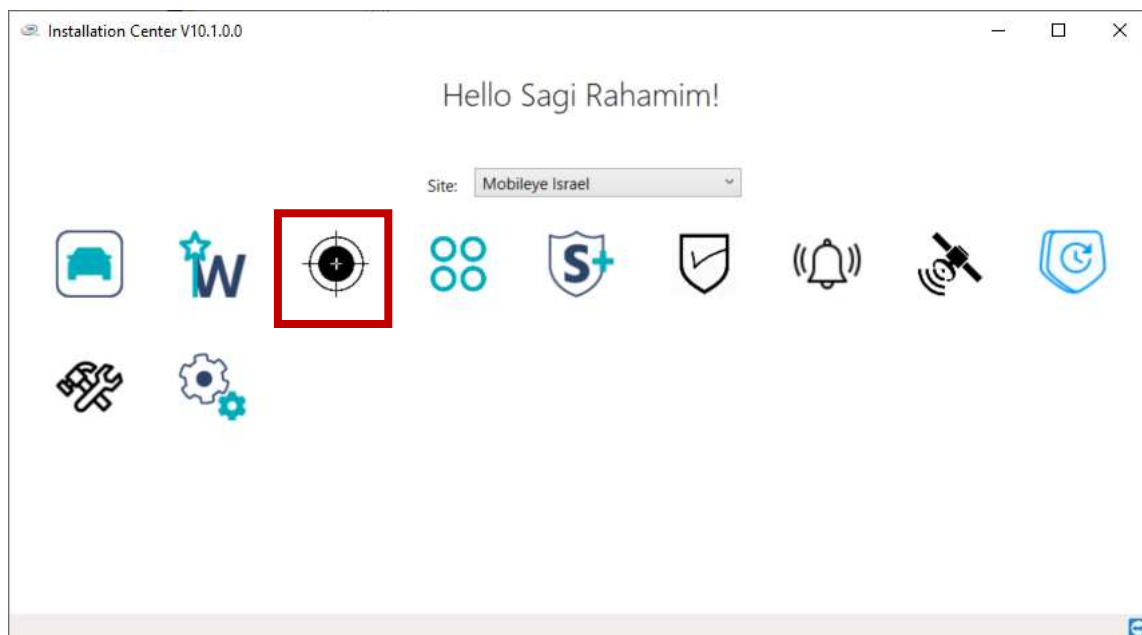 Installation Center V10.1.0.0
Hello Sagi Rahamim!
Site: Mobileye Israel
W
S+